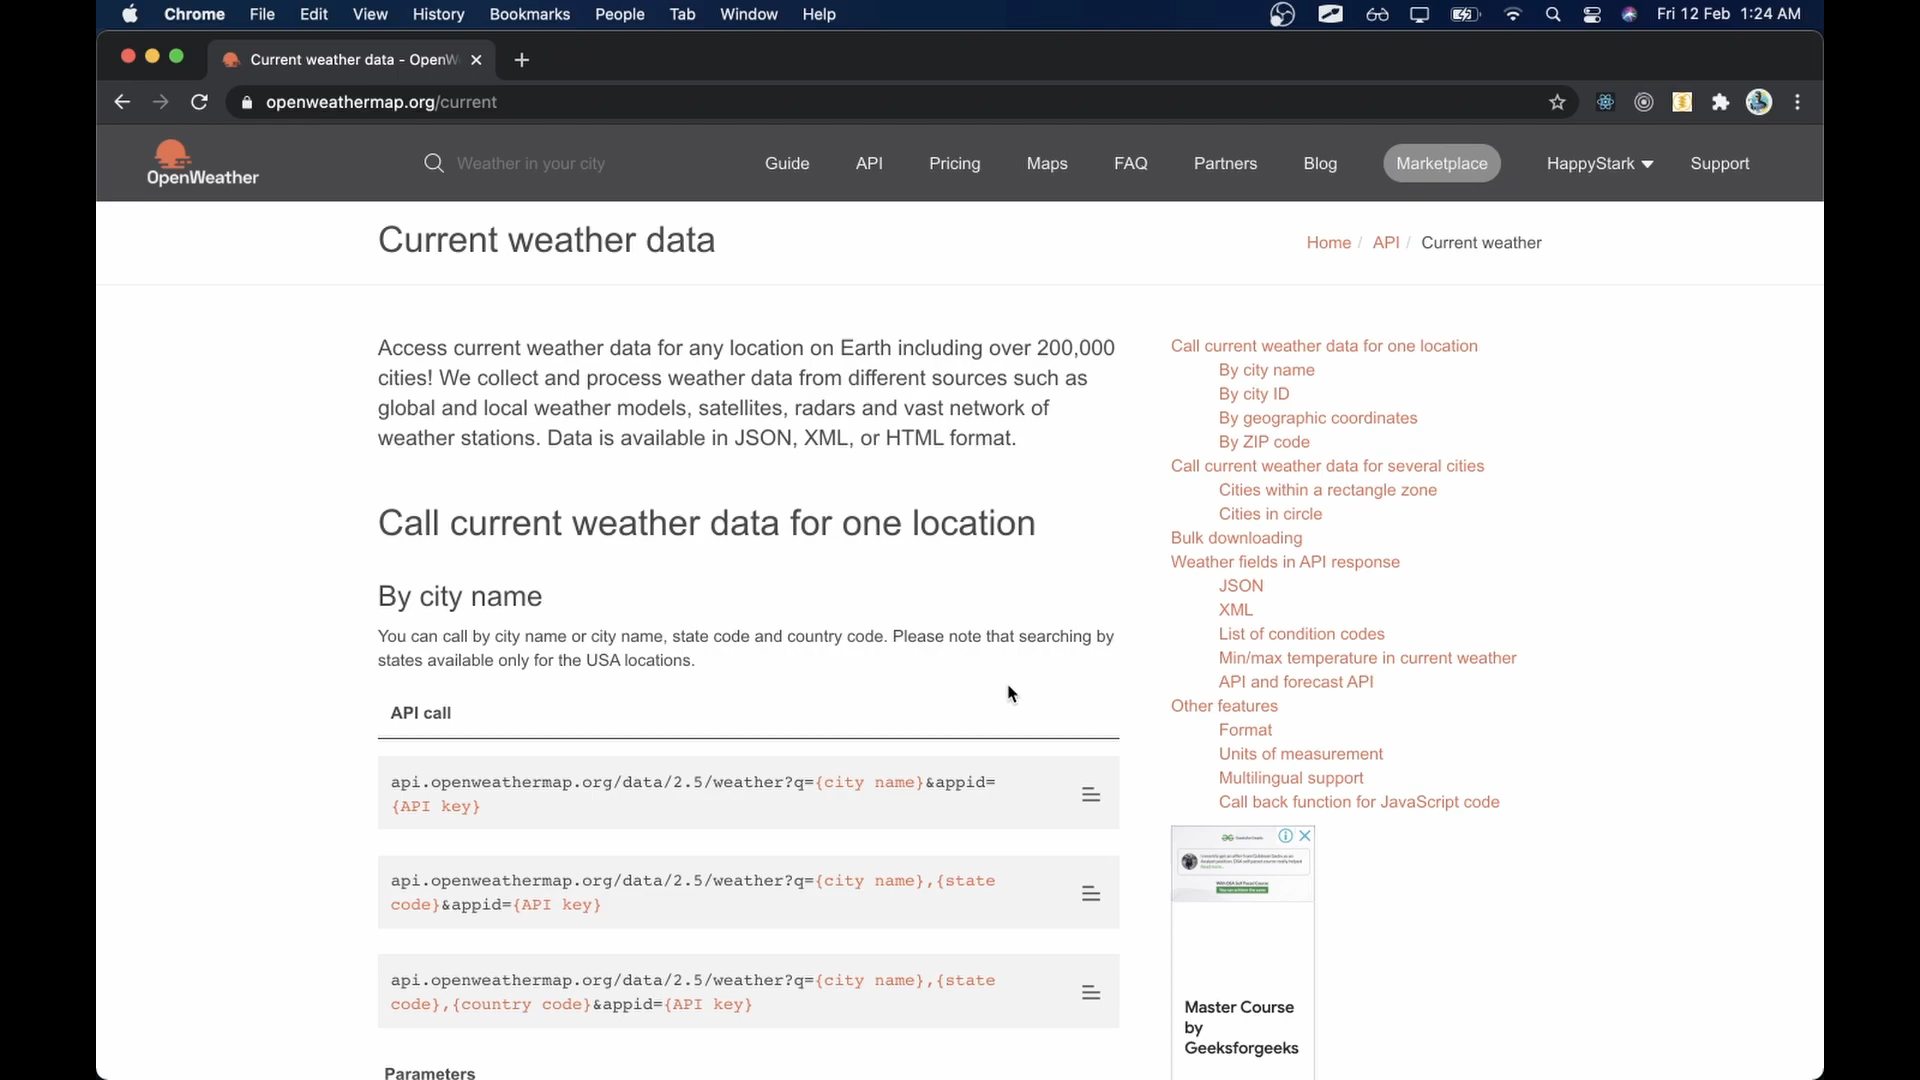 Chrome File Edit View History Bookmarks People Tab Window Help
Fri 12 Feb 1:24 AM
Current weather data - OpenW
openweathermap.org/current
OpenWeather
Weather in your city
Guide API Pricing Maps FAQ Partners Blog Marketplace HappyStark Support
Current weather data
Home / API / Current weather
Access current weather data for any location on Earth including over 200,000
cities! We collect and process weather data from different sources such as
global and local weather models, satellites, radars and vast network of
weather stations. Data is available in JSON, XML, or HTML format.
Call current weather data for one location
By city name
You can call by city name or city name, state code and country code. Please note that searching by
states available only for the USA locations.
API call
api.openweathermap.org/data/2.5/weather?q={city name}&appid=
{API key}
api.openweathermap.org/data/2.5/weather?q={city name},{state
code}&appid={API key}
api.openweathermap.org/data/2.5/weather?q={city name},{state
code},{country code}&appid={API key}
Parameters
Call current weather data for one location
By city name
By city ID
By geographic coordinates
By ZIP code
Call current weather data for several cities
Cities within a rectangle zone
Cities in circle
Bulk downloading
Weather fields in API response
JSON
XML
List of condition codes
Min/max temperature in current weather
API and forecast API
Other features
Format
Units of measurement
Multilingual support
Call back function for JavaScript code
Master Course
by
Geeksforgeeks